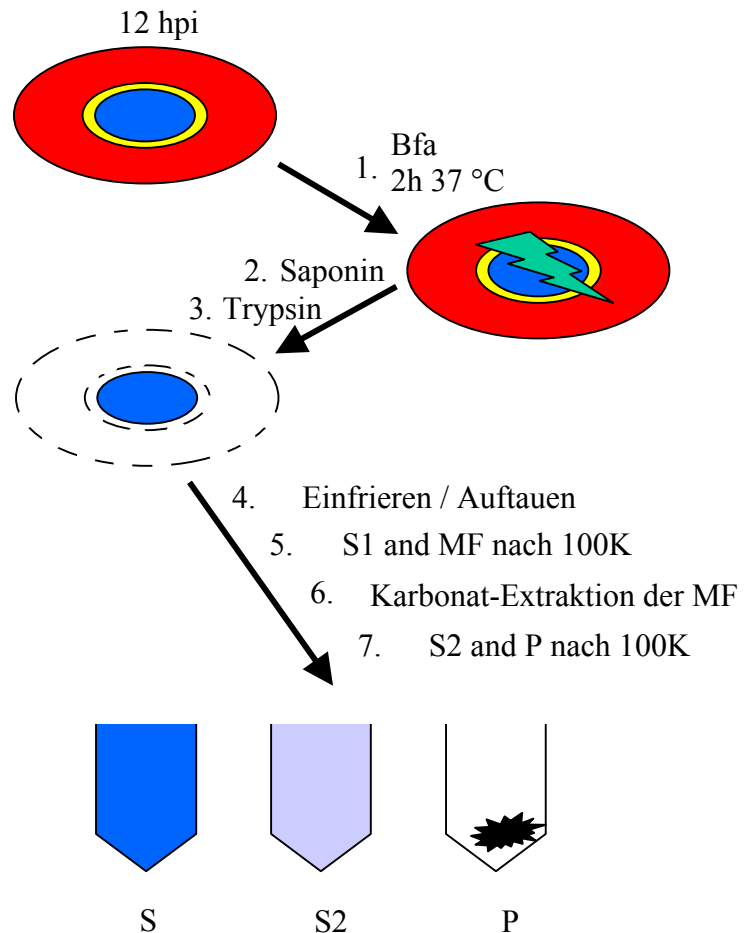 12 hpi
1. Bfa
2h 37 °C
2. Saponin
3. Trypsin
4. Einfrieren / Auftauen
5. S1 and MF nach 100K
6. Karbonat-Extraktion der MF
7. S2 and P nach 100K
S S2 P